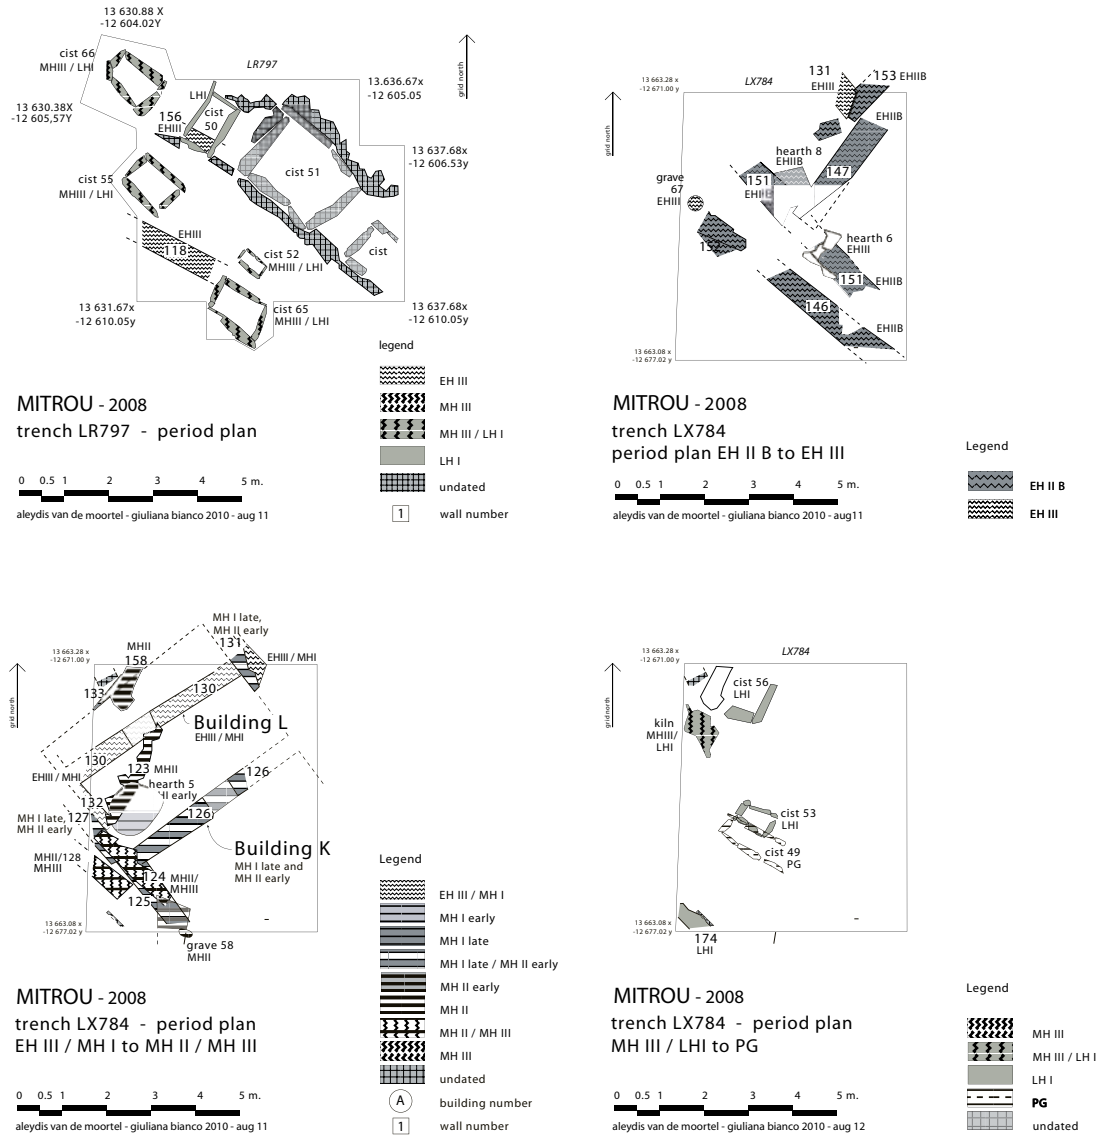 13 630.88 X
-12 604.02Y
cist 66
MHIII / LHI
LR797
13.636.67x
-12 605.05
grid north
LHI
cist
50
13 630.38X
-12 605,57Y
156
EHIII
13 637.68x
-12 606.53y
cist 51
cist 55
MHIII / LHI
EHIII
118
cist
cist 52
MHIII / LHI
cist 65
MHIII / LHI
13 631.67x
-12 610.05y
13 637.68x
-12 610.05y
legend
EH III
MH III
MH III / LH I
LH I
undated
1 wall number
MITROU - 2008
trench LR797 - period plan
0 0.5 1 2 3 4 5 m.
aleydis van de moortel - giuliana bianco 2010 - aug 11
13 663.28 x
-12 671.00 y
LX784
131
EHIII
153 EHIIB
EHIIB
grid north
hearth 8
EHIIB
147
151
EHIIB
grave
67
EHIII
hearth 6
EHIII
151
EHIIB
146
EHIIB
13 663.08 x
-12 677.02 y
MITROU - 2008
trench LX784
period plan EH II B to EH III
Legend
EH II B
EH III
0 0.5 1 2 3 4 5 m.
aleydis van de moortel - giuliana bianco 2010 - aug11
MH I late,
MH II early
131
13 663.28 x
-12 671.00 y
MHII
158
EHIII / MHI
grid north
133
130
Building L
EHIII / MHI
130
EHIII / MHI
123 MHII
126
hearth 5
II early
132
127
MH I late,
MH II early
126
Building K
MH I late and
MH II early
MHII/
MHIII
128
124
MHII/
MHIII
125
13 663.08 x
-12 677.02 y
grave 58
MHII
Legend
EH III / MH I
MH I early
MH I late
MH I late / MH II early
MH II early
MH II
MH II / MH III
MH III
undated
A building number
1 wall number
MITROU - 2008
trench LX784 - period plan
EH III / MH I to MH II / MH III
0 0.5 1 2 3 4 5 m.
aleydis van de moortel - giuliana bianco 2010 - aug 11
13 663.28 x
-12 671.00 y
LX784
grid north
cist 56
LHI
kiln
MHIII/
LHI
cist 53
LHI
cist 49
PG
13 663.08 x
-12 677.02 y
174
LHI
MITROU - 2008
trench LX784 - period plan
MH III / LHI to PG
Legend
MH III
MH III / LH I
LH I
PG
undated
0 0.5 1 2 3 4 5 m.
aleydis van de moortel - giuliana bianco 2010 - aug 12